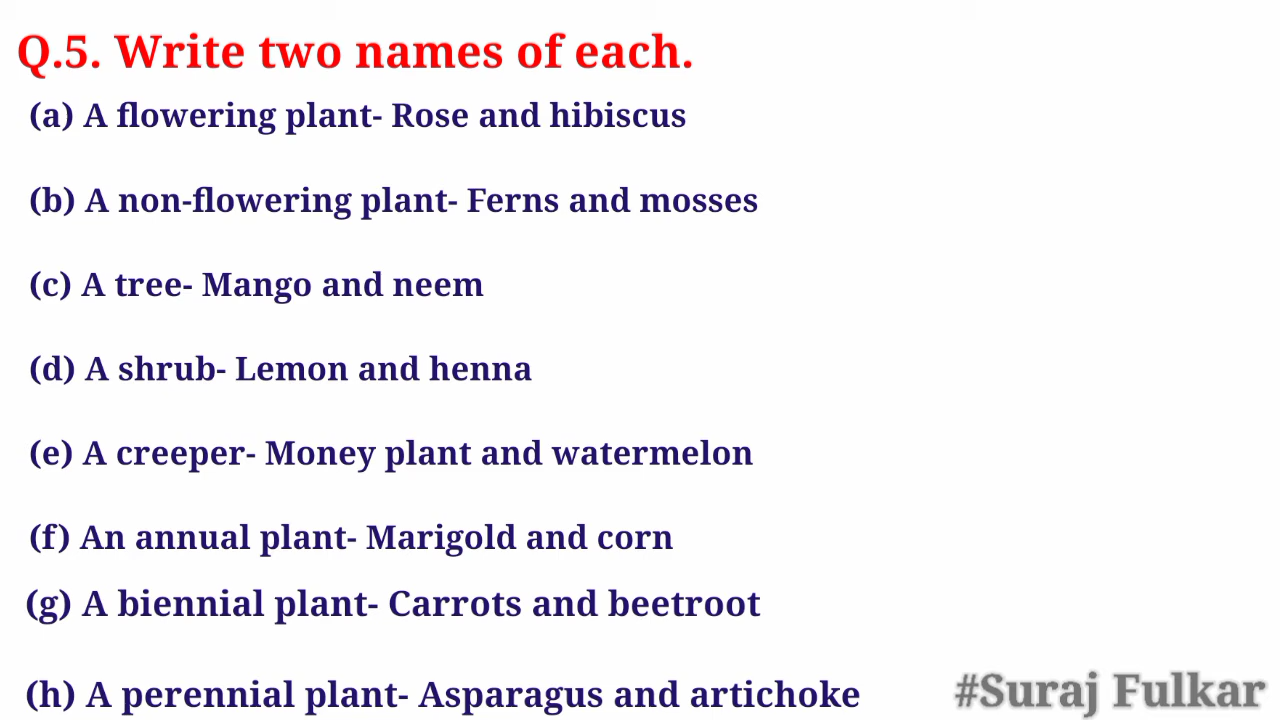 Q.5. Write two names of each.
(a) A flowering plant- Rose and hibiscus
(b) A non-flowering plant- Ferns and mosses
(c) A tree- Mango and neem
(d) A shrub- Lemon and henna
(e) A creeper- Money plant and watermelon
(f) An annual plant- Marigold and corn
(g) A biennial plant- Carrots and beetroot
(h) A perennial plant- Asparagus and artichoke
#Suraj Fulkar